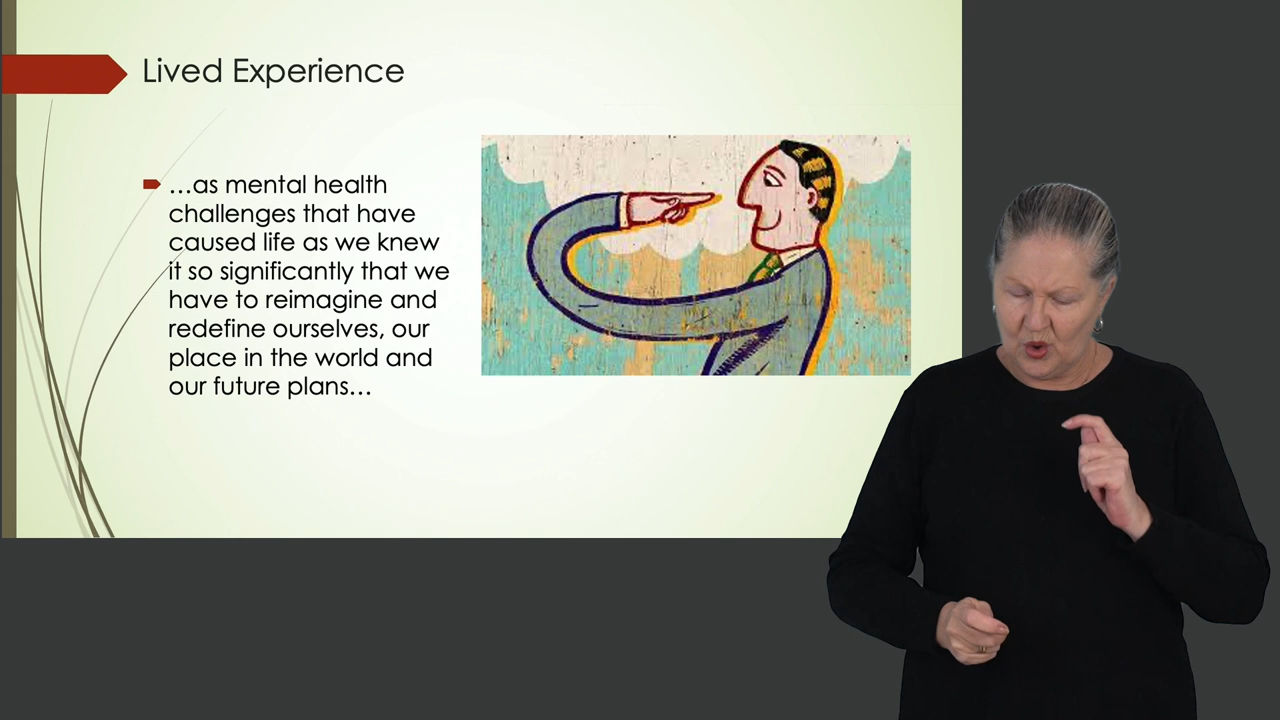 Lived Experience
…as mental health
challenges that have
caused life as we knew
it so significantly that we
have to reimagine and
redefine ourselves, our
place in the world and
our future plans…